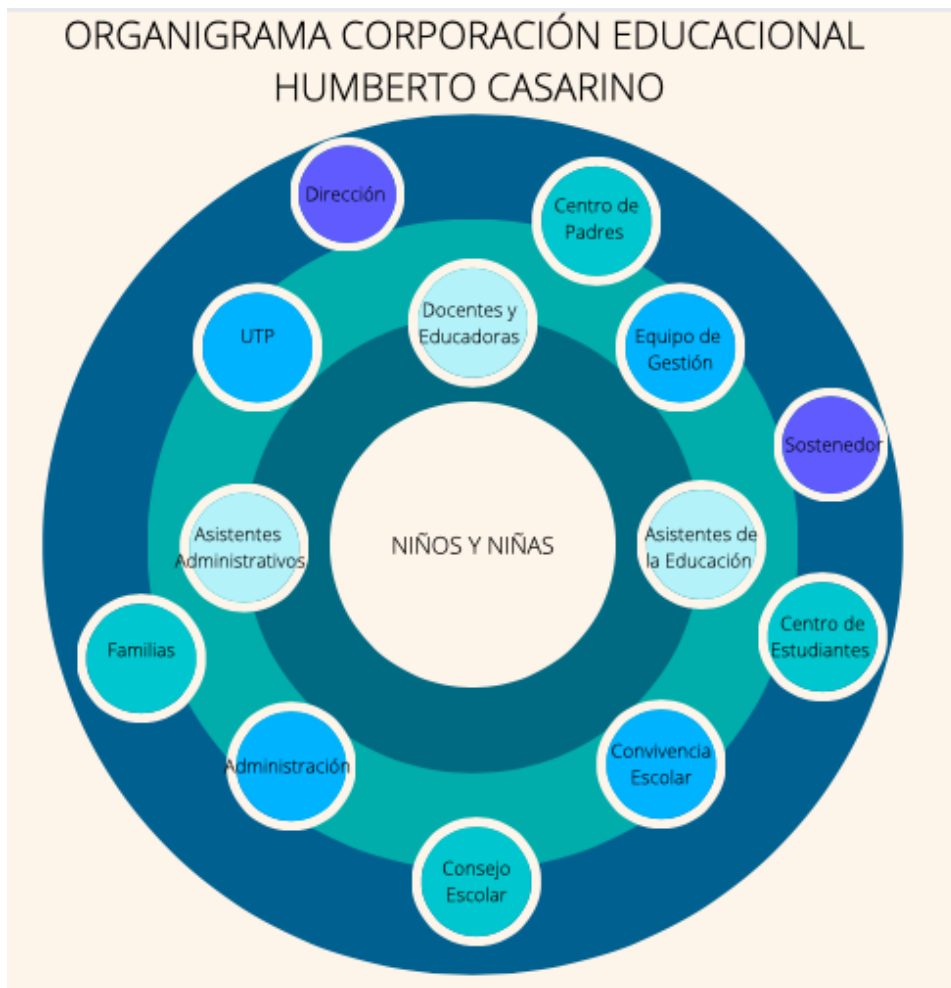 ORGANIGRAMA CORPORACIÓN EDUCACIONAL
HUMBERTO CASARINO
Dirección
Centro de
Padres
UTP
Docentes y
Educadoras
Equipo de
Gestión
Sostenedor
Asistentes
Administrativos
NIÑOS Y NIÑAS
Asistentes de
la Educación
Familias
Centro de
Estudiantes
Administración
Convivencia
Escolar
Consejo
Escolar